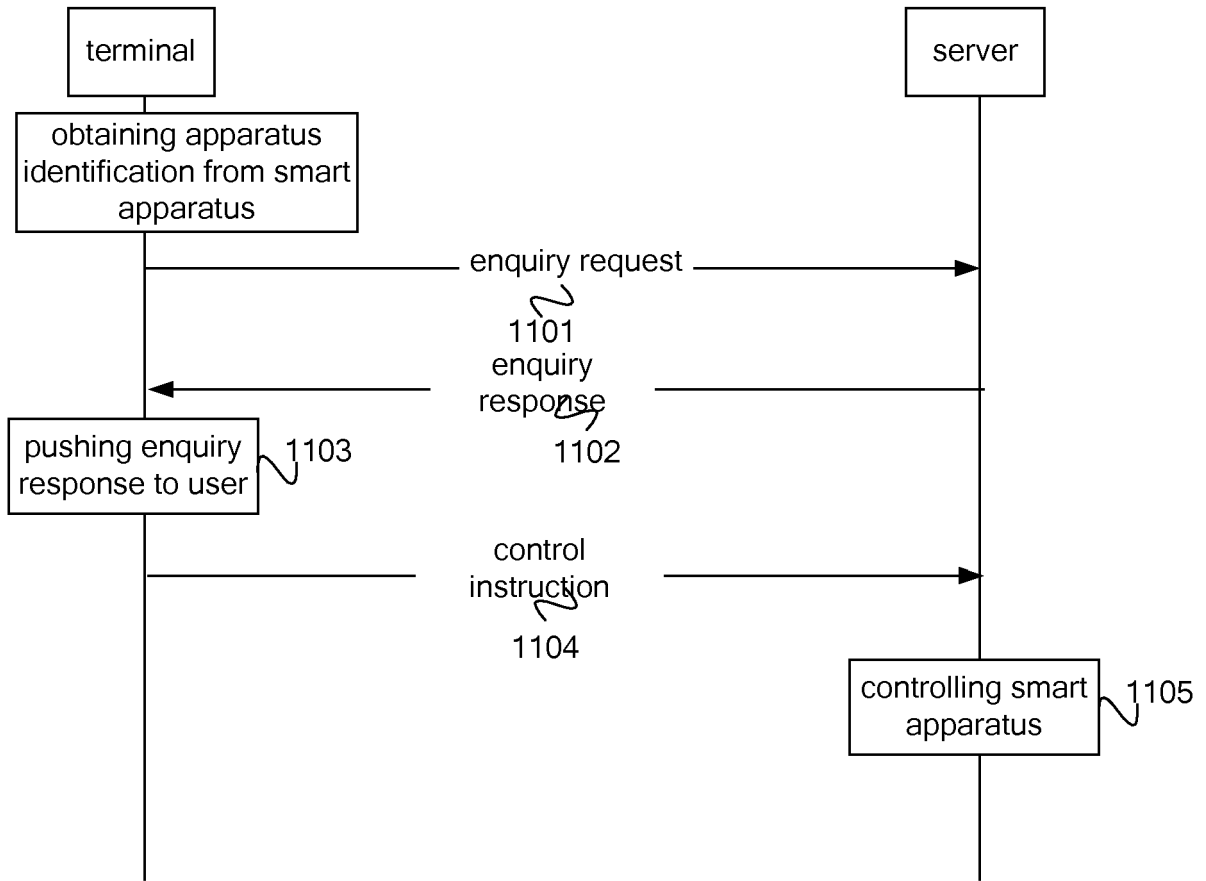 terminal
server
obtaining apparatus
identification from smart
apparatus
enquiry request
1101
enquiry
response
1102
pushing enquiry
response to user
1103
control
instruction
1104
controlling smart
apparatus
1105